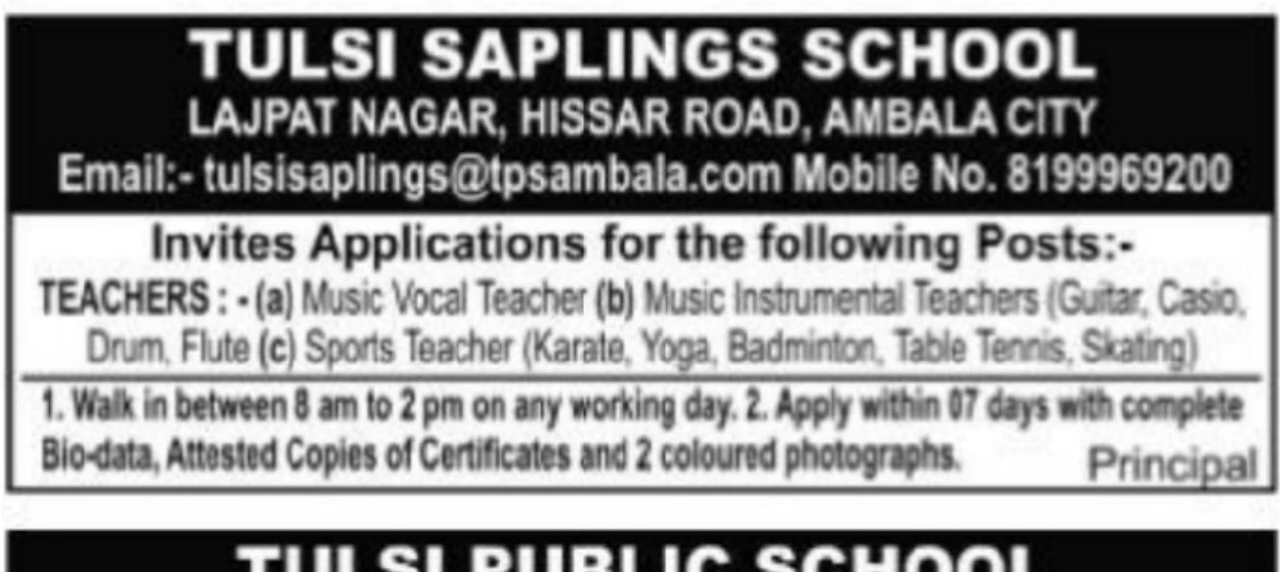 TULSI SAPLINGS SCHOOL
LAJPAT NAGAR, HISSAR ROAD, AMBALA CITY
Email:- tulsisaplings@tpsambala.com Mobile No. 8199969200
Invites Applications for the following Posts:-
TEACHERS : - (a) Music Vocal Teacher (b) Music Instrumental Teachers (Guitar, Casio,
Drum, Flute (c) Sports Teacher (Karate, Yoga, Badminton, Table Tennis, Skating)
1. Walk in between 8 am to 2 pm on any working day. 2. Apply within 07 days with complete
Bio-data, Attested Copies of Certificates and 2 coloured photographs.
Principal
TULSI PUBLIC SCHOOL